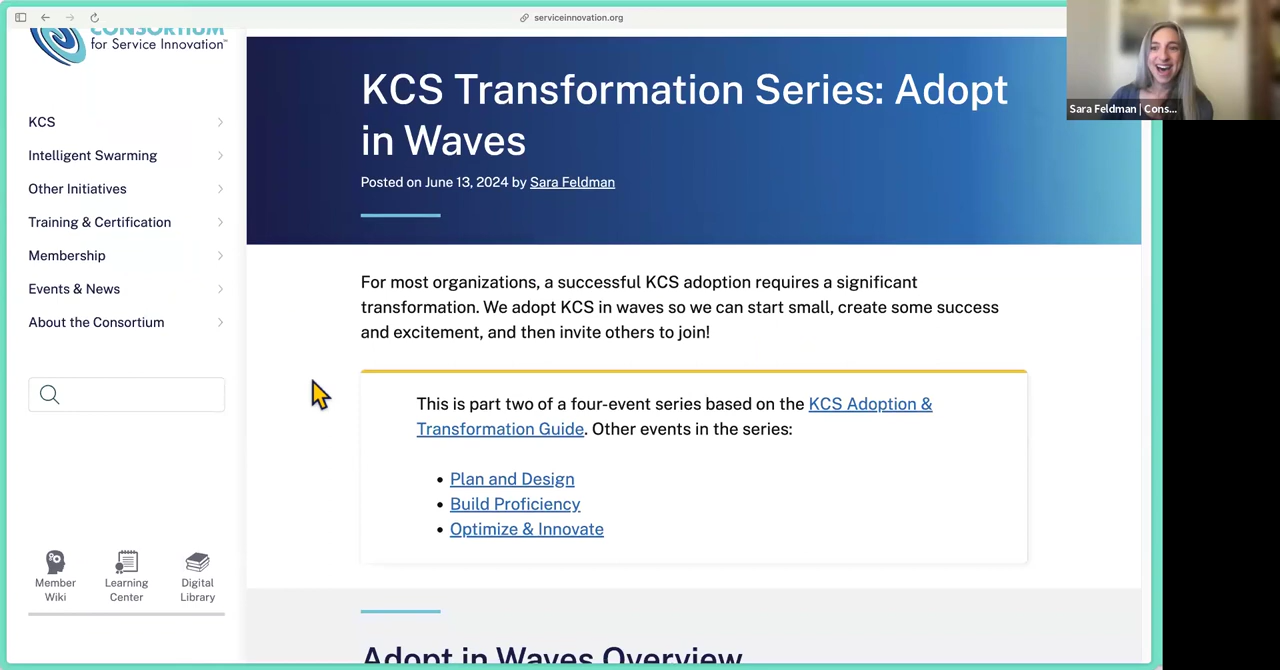 serviceinnovation.org
Sara Feldman | Cons...
CONSORTIUM
for Service Innovation™
KCS
Intelligent Swarming
Other Initiatives
Training & Certification
Membership
Events & News
About the Consortium
Member
Wiki
Learning
Center
Digital
Library
KCS Transformation Series: Adopt
in Waves
Posted on June 13, 2024 by Sara Feldman
For most organizations, a successful KCS adoption requires a significant
transformation. We adopt KCS in waves so we can start small, create some success
and excitement, and then invite others to join!
This is part two of a four-event series based on the KCS Adoption &
Transformation Guide. Other events in the series:
• Plan and Design
• Build Proficiency
• Optimize & Innovate
Adopt in Waves Overview